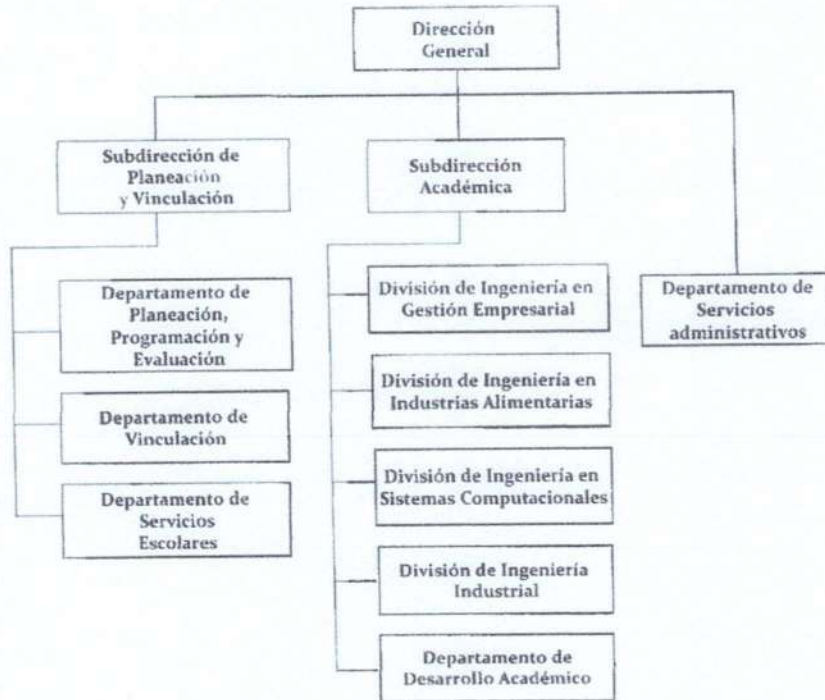 Dirección
General
Subdirección de
Planeación
y Vinculación
Subdirección
Académica
Departamento de
Planeación,
Programación y
Evaluación
Departamento de
Vinculación
Departamento de
Servicios
Escolares
División de Ingeniería en
Gestión Empresarial
División de Ingeniería en
Industrias Alimentarias
División de Ingeniería en
Sistemas Computacionales
División de Ingeniería
Industrial
Departamento de
Desarrollo Académico
Departamento de
Servicios
administrativos